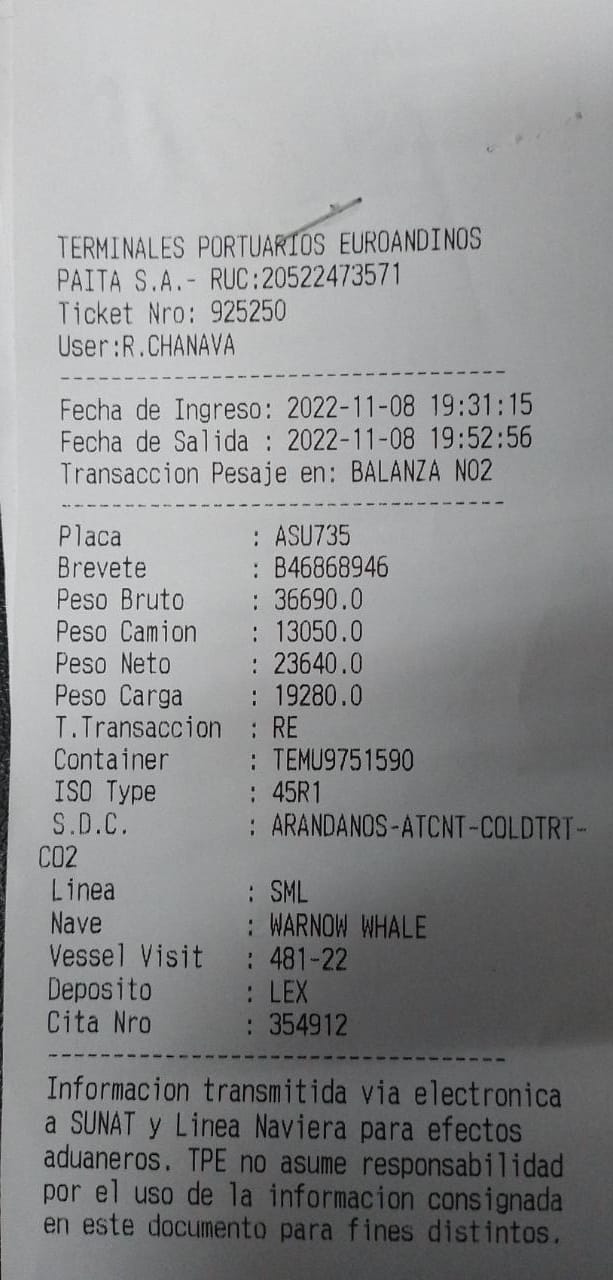 TERMINALES PORTUARIOS EUROANDINOS
PAITA S.A.- RUC:20522473571
Ticket Nro: 925250
User:R.CHANAVA
-----------------------------------
Fecha de Ingreso: 2022-11-08 19:31:15
Fecha de Salida : 2022-11-08 19:52:56
Transaccion Pesaje en: BALANZA NO2
-----------------------------------
Placa : ASU735
Brevete : B46868946
Peso Bruto : 36690.0
Peso Camion : 13050.0
Peso Neto : 23640.0
Peso Carga : 19280.0
T.Transaccion : RE
Container : TEMU9751590
ISO Type : 45R1
S.D.C. : ARANDANOS-ATCNT-COLDTRT-
CO2
Linea : SML
Nave : WARNOW WHALE
Vessel Visit : 481-22
Deposito : LEX
Cita Nro : 354912
-----------------------------------
Informacion transmitida via electronica
a SUNAT y Linea Naviera para efectos
aduaneros. TPE no asume responsabilidad
por el uso de la informacion consignada
en este documento para fines distintos.